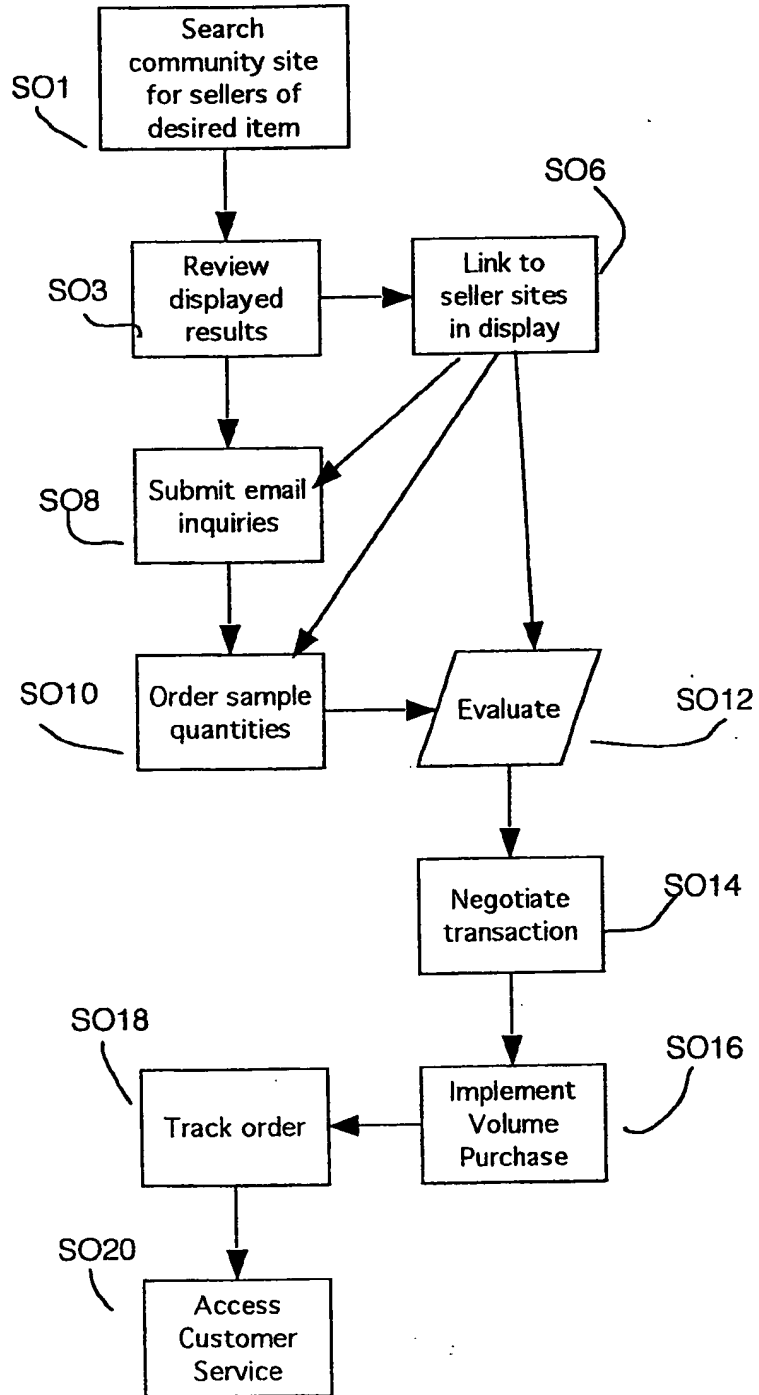 Search
community site
for sellers of
desired item
SO1
SO6
Review
displayed
results
SO3
Link to
seller sites
in display
Submit email
inquiries
SO8
Order sample
quantities
SO10
Evaluate
SO12
Negotiate
transaction
SO14
SO18
Track order
SO16
Implement
Volume
Purchase
SO20
Access
Customer
Service